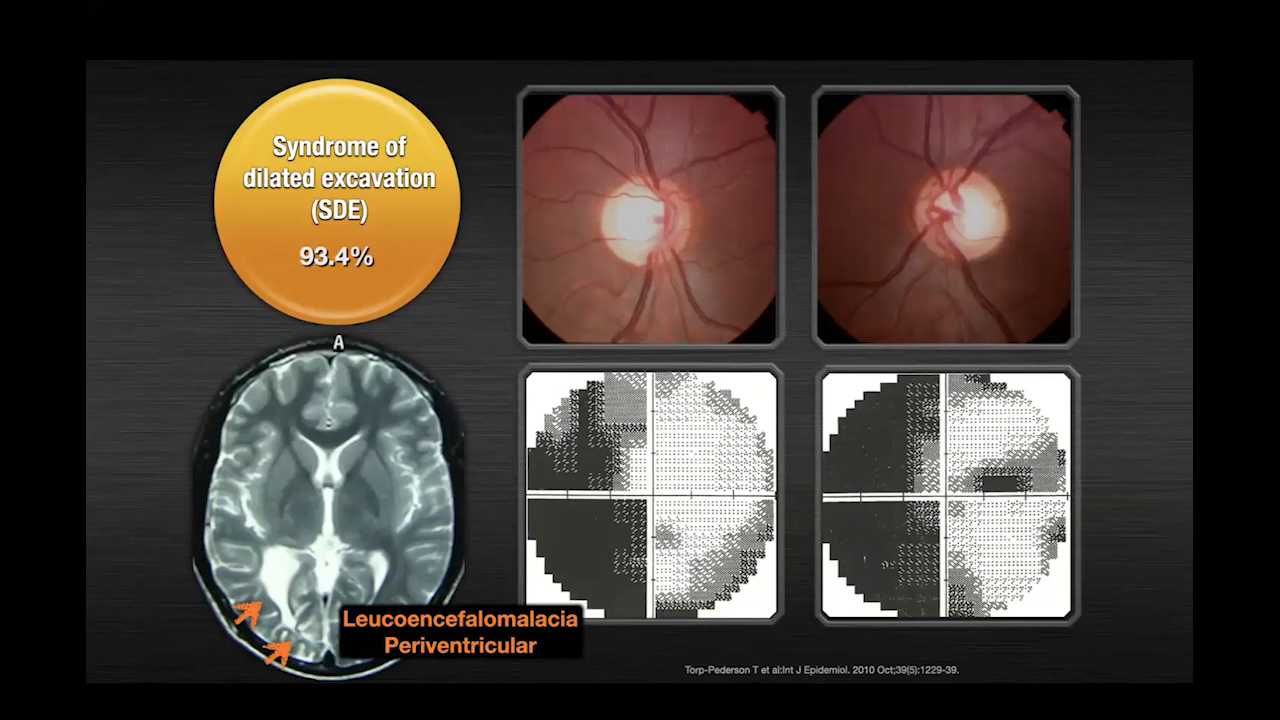 Syndrome of
dilated excavation
(SDE)
93.4%
A
Leucoencefalomalacia
Periventricular
Torp-Pederson T et al:Int J Epidemiol. 2010 Oct;39(5):1229-39.